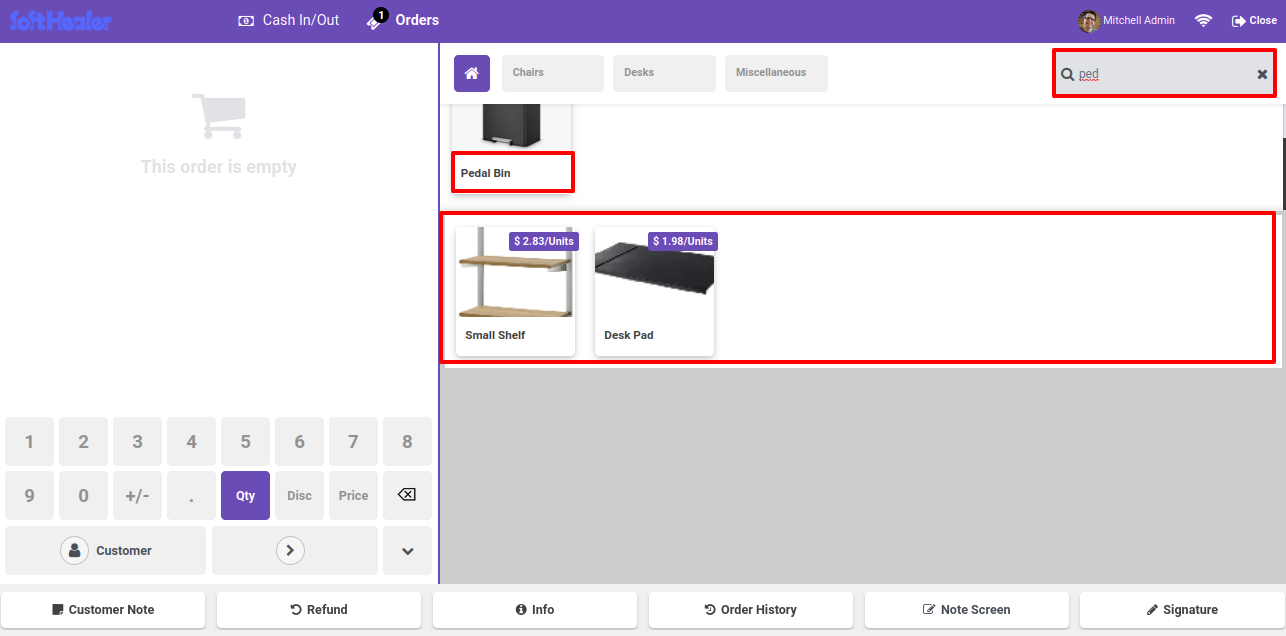 SoftHealer
Cash In/Out
1
Orders
Mitchell Admin
Close
Chairs
Desks
Miscellaneous
ped
This order is empty
Pedal Bin
$ 2.83/Units
$ 1.98/Units
Small Shelf
Desk Pad
1 2 3 4 5 6 7 8
9 0 +/- . Qty Disc Price
Customer
Customer Note
Refund
Info
Order History
Note Screen
Signature